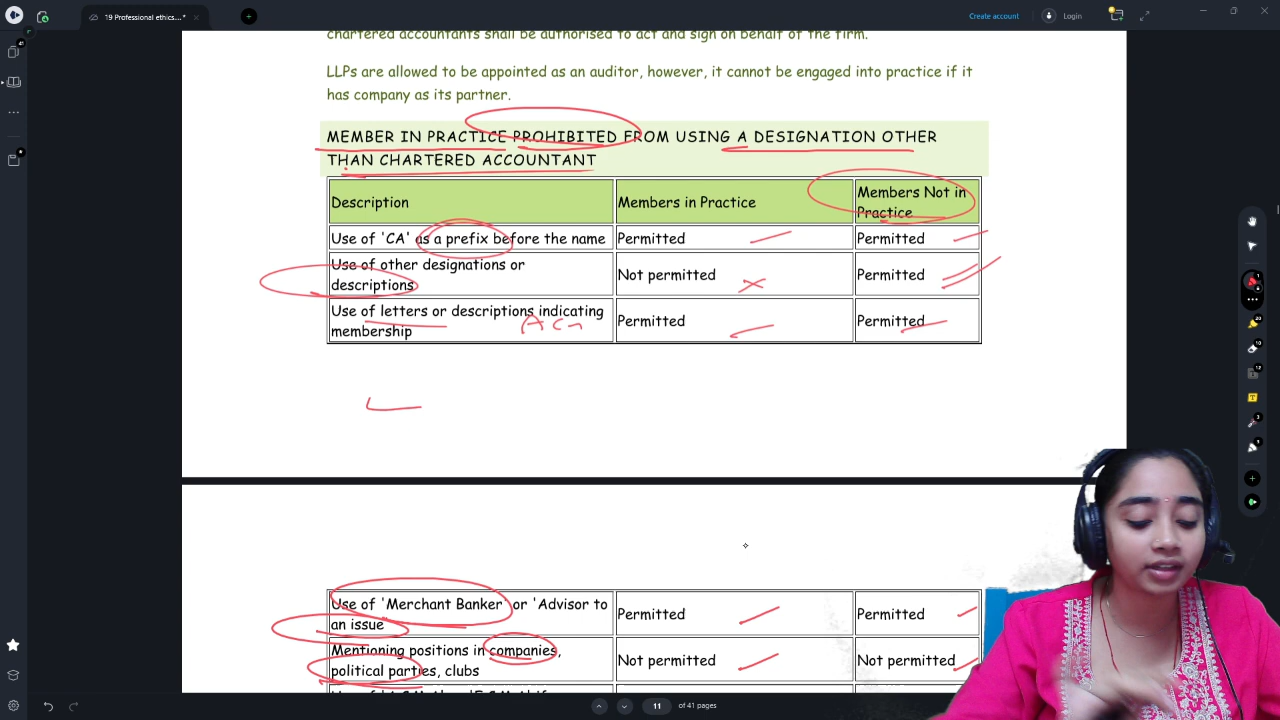 19 Professional ethics....*
Create account
Login
chartered accountants shall be authorised to act and sign on behalf of the firm.
LLPs are allowed to be appointed as an auditor, however, it cannot be engaged into practice if it
has company as its partner.
MEMBER IN PRACTICE PROHIBITED FROM USING A DESIGNATION OTHER
THAN CHARTERED ACCOUNTANT
Description
Members in Practice
Members Not in
Practice
Use of 'CA' as a prefix before the name
Permitted
Permitted
Use of other designations or
descriptions
Not permitted
Permitted
Use of letters or descriptions indicating
membership
Permitted
Permitted
Use of 'Merchant Banker' or 'Advisor to
an issue'
Permitted
Permitted
Mentioning positions in companies,
political parties, clubs
Not permitted
Not permitted
11 of 41 pages